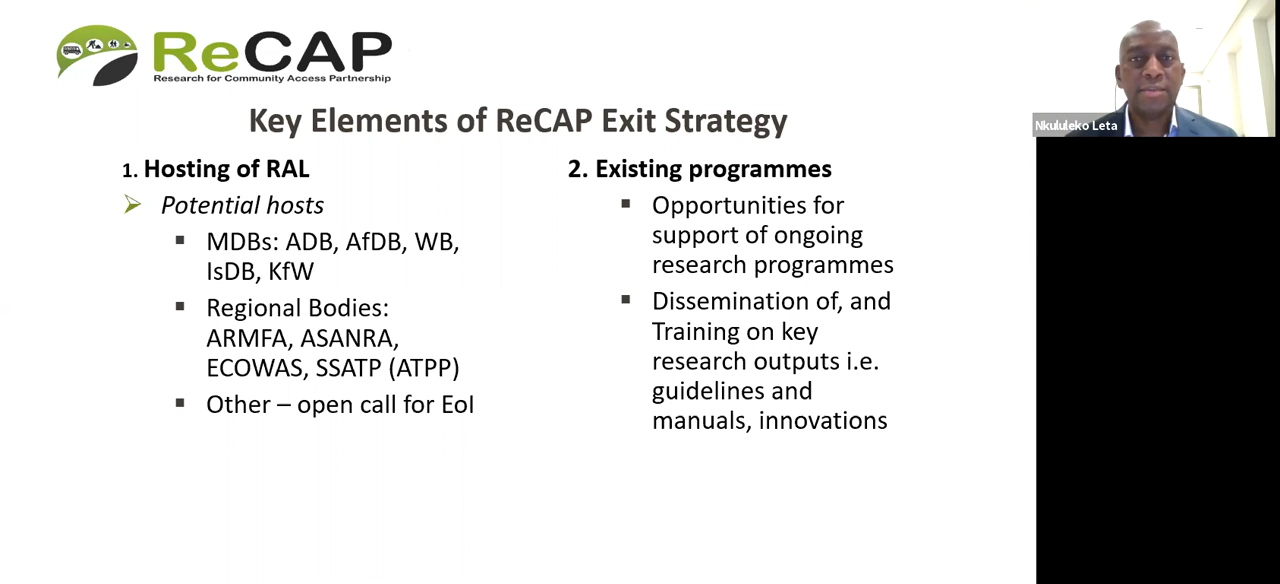 ReCAP
Research for Community Access Partnership
Key Elements of ReCAP Exit Strategy
1. Hosting of RAL
Potential hosts
MDBs: ADB, AfDB, WB,
IsDB, KfW
Regional Bodies:
ARMFA, ASANRA,
ECOWAS, SSATP (ATPP)
Other – open call for EoI
2. Existing programmes
Opportunities for
support of ongoing
research programmes
Dissemination of, and
Training on key
research outputs i.e.
guidelines and
manuals, innovations
Nkululeko Leta